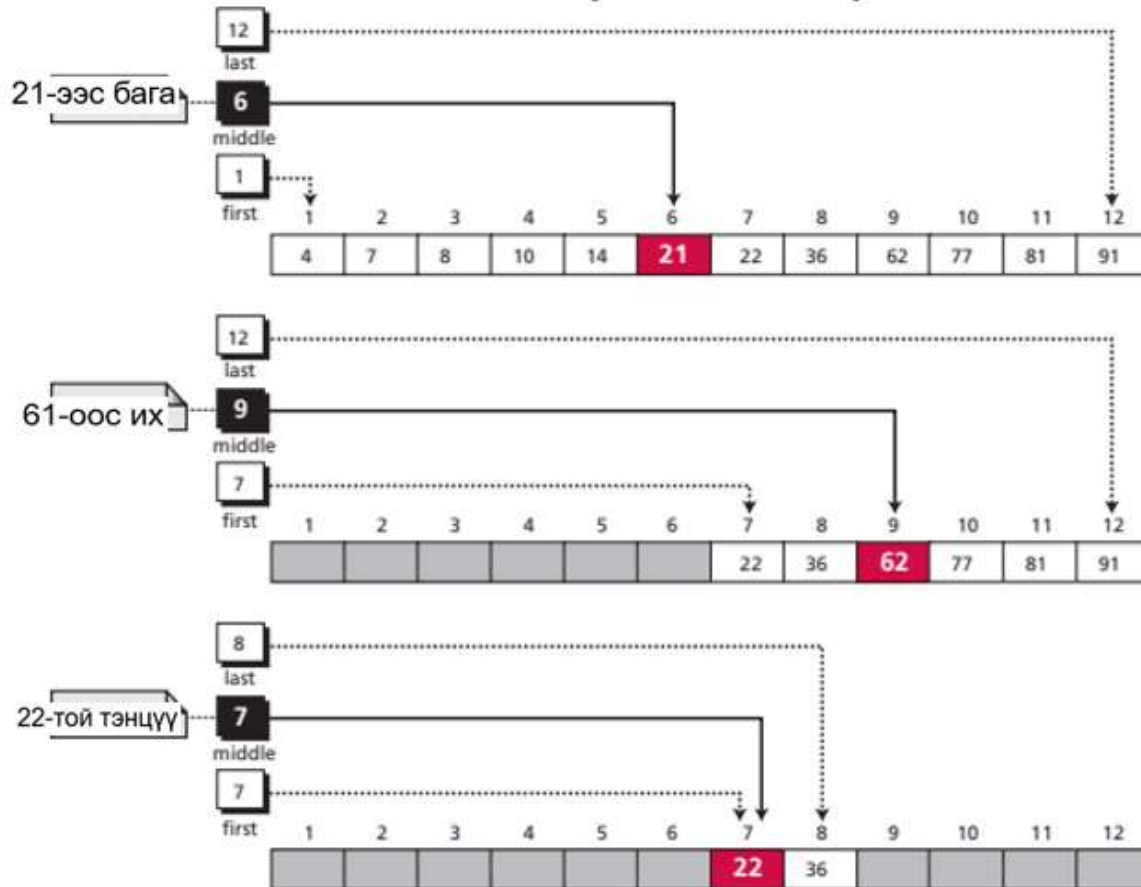 12
last
21-ээс бага
6
middle
1
first
1 2 3 4 5 6 7 8 9 10 11 12
4 7 8 10 14 21 22 36 62 77 81 91
12
last
61-оос их
9
middle
7
first
1 2 3 4 5 6 7 8 9 10 11 12
22 36 62 77 81 91
8
last
22-той тэнцүү
7
middle
7
first
1 2 3 4 5 6 7 8 9 10 11 12
22 36